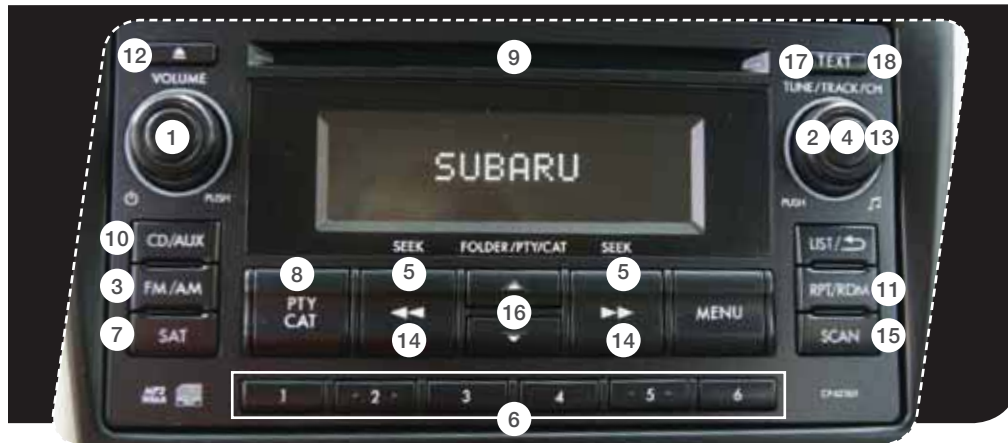 12 9 17 TEXT 18
VOLUME TUNE/TRACK/CH
1 2 4 13
SUBARU
PUSH PUSH
10 CD/AUX SEEK FOLDER/PTY/CAT SEEK LIST/
8 5 5
3 FM/AM PTY CAT 16 MENU RPT/RDM 11
7 SAT 14 14 SCAN 15
MP3
1 2 3 4 5 6
6